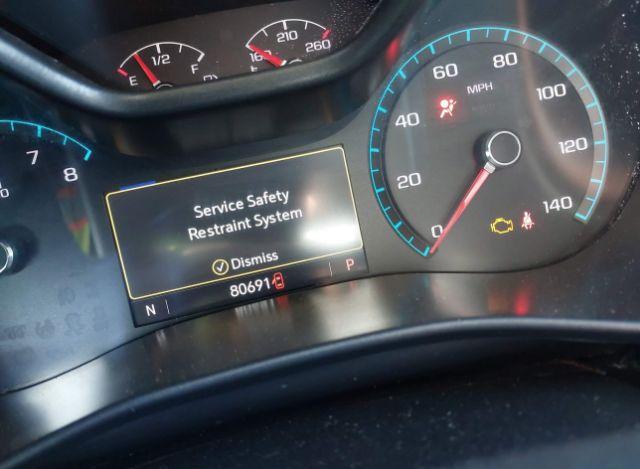 1/2
E F
210
160 260
60 80
MPH
40 100
120
20
0 140
7
8
Service Safety
Restraint System
Dismiss
80691
N P